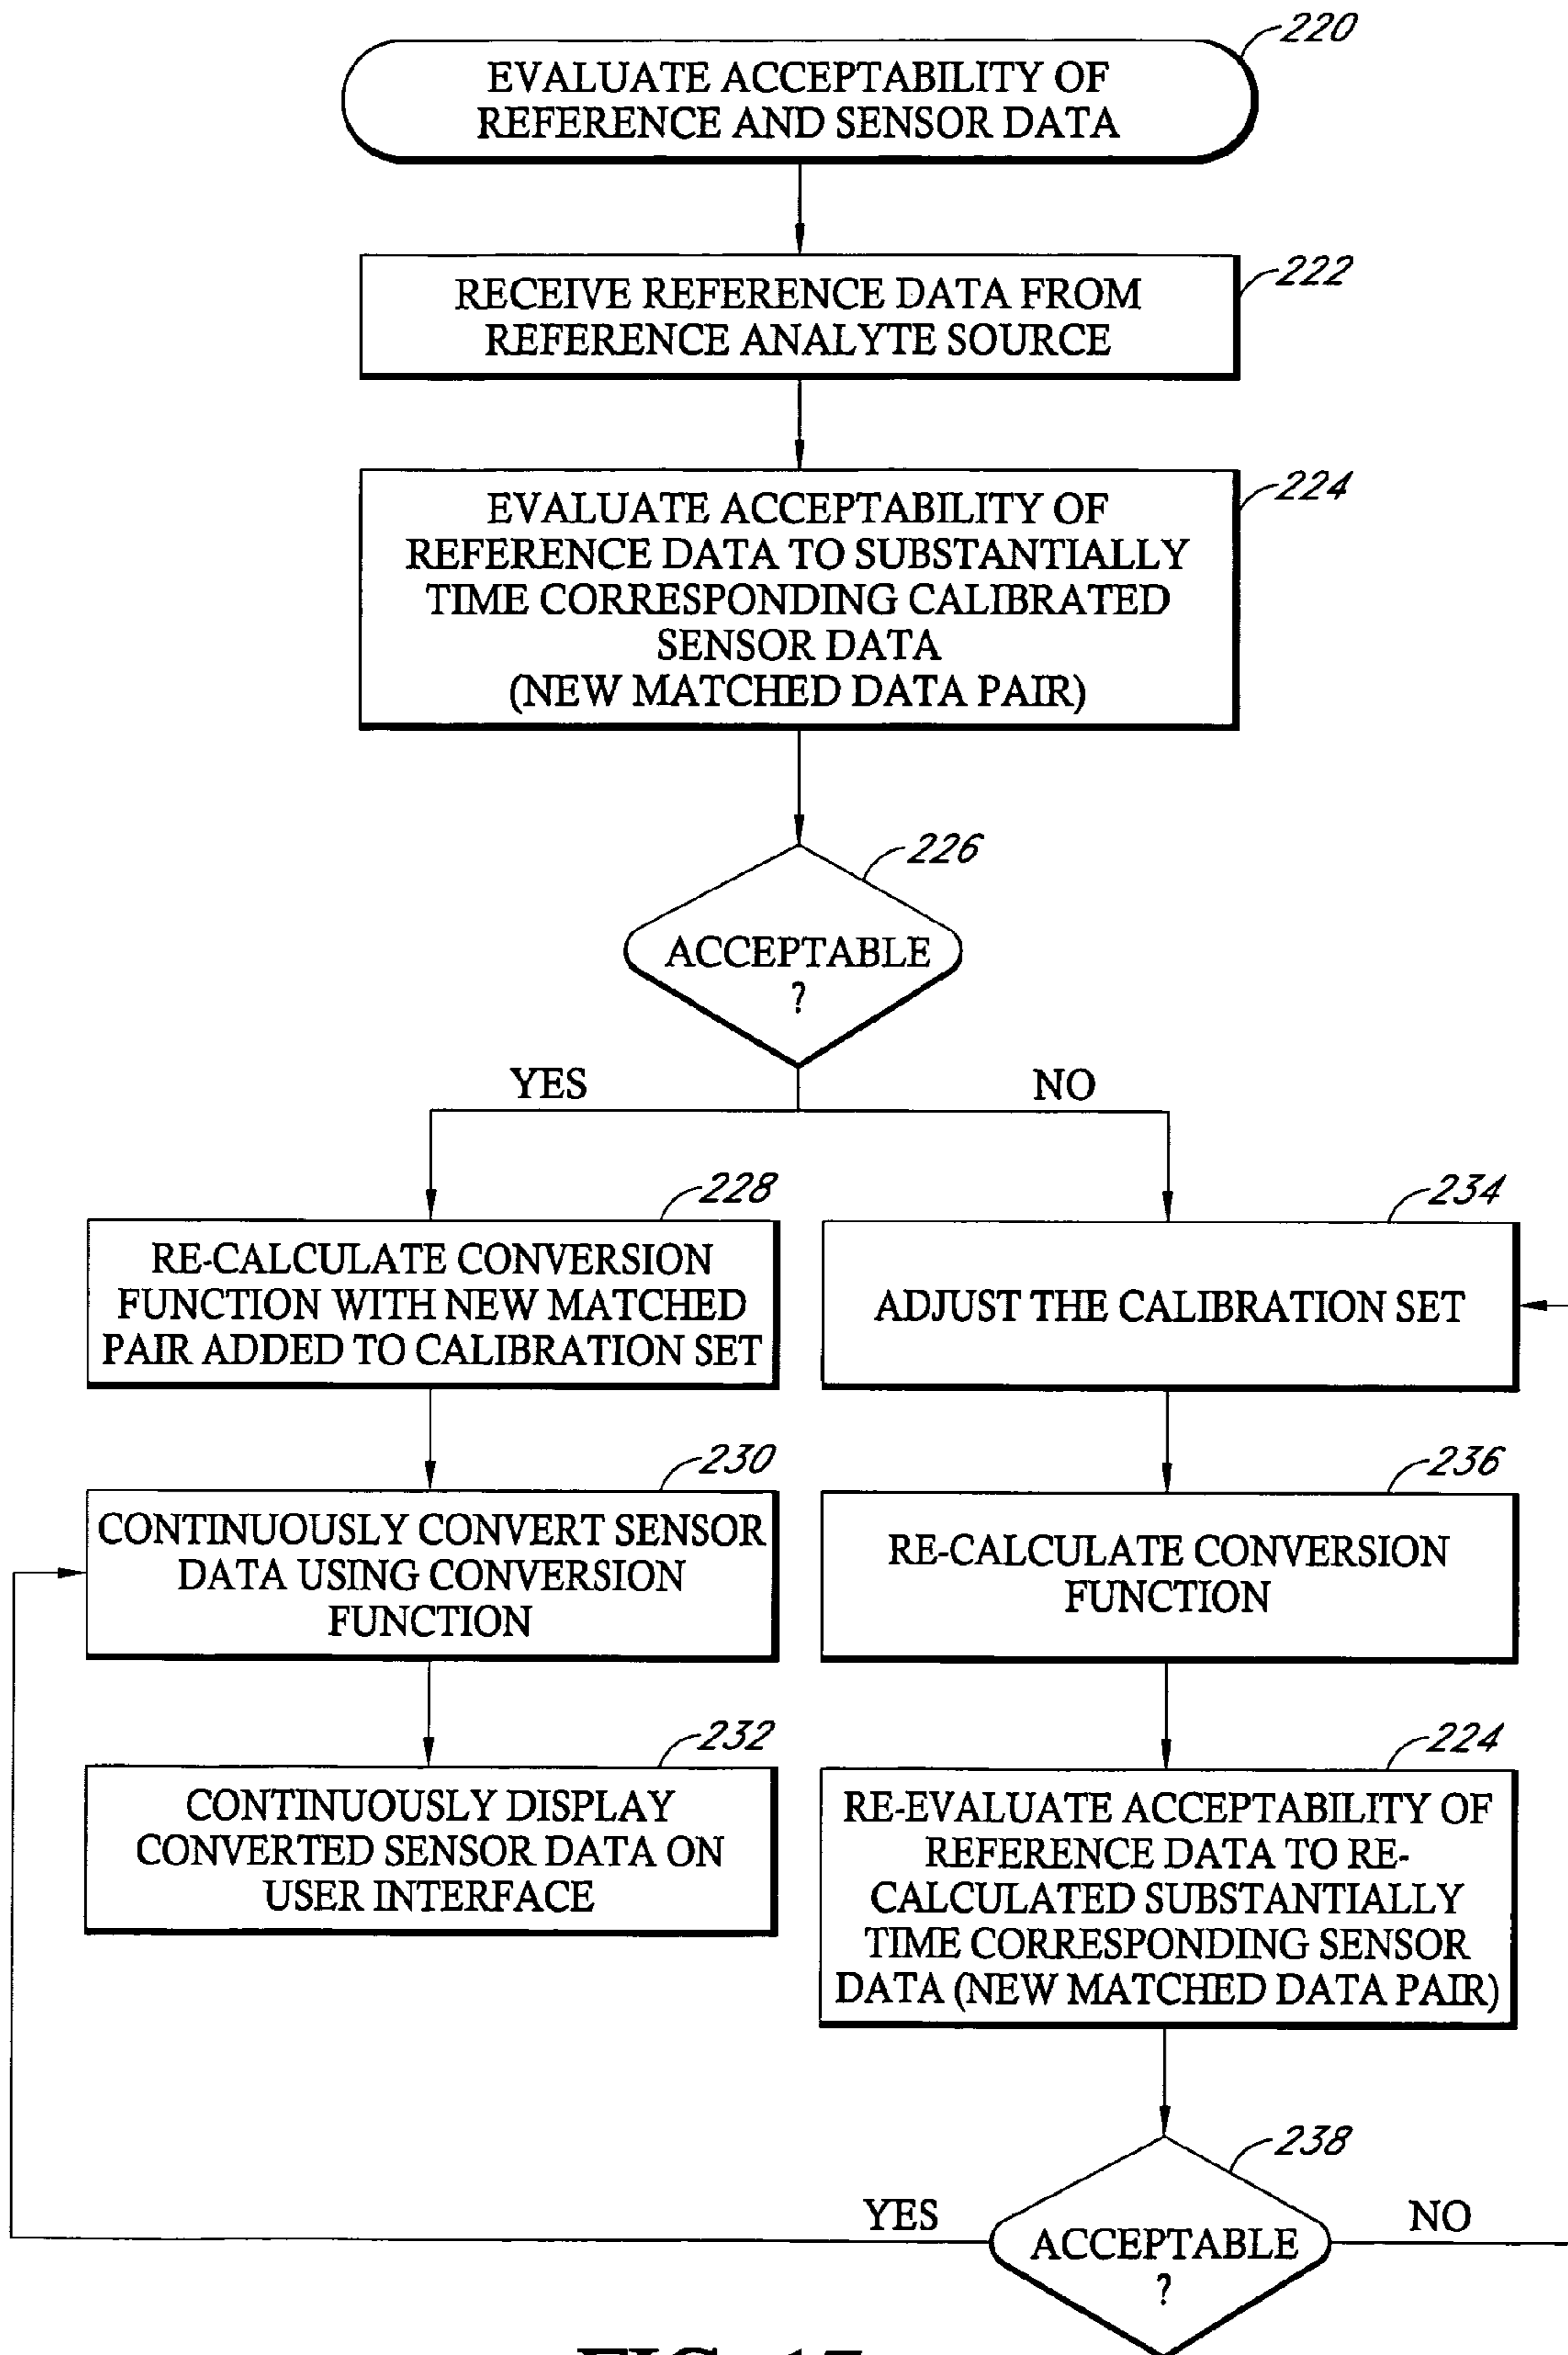 220
EVALUATE ACCEPTABILITY OF
REFERENCE AND SENSOR DATA
222
RECEIVE REFERENCE DATA FROM
REFERENCE ANALYTE SOURCE
224
EVALUATE ACCEPTABILITY OF
REFERENCE DATA TO SUBSTANTIALLY
TIME CORRESPONDING CALIBRATED
SENSOR DATA
(NEW MATCHED DATA PAIR)
226
ACCEPTABLE
?
YES
NO
228
RE-CALCULATE CONVERSION
FUNCTION WITH NEW MATCHED
PAIR ADDED TO CALIBRATION SET
234
ADJUST THE CALIBRATION SET
230
CONTINUOUSLY CONVERT SENSOR
DATA USING CONVERSION
FUNCTION
236
RE-CALCULATE CONVERSION
FUNCTION
232
CONTINUOUSLY DISPLAY
CONVERTED SENSOR DATA ON
USER INTERFACE
224
RE-EVALUATE ACCEPTABILITY OF
REFERENCE DATA TO RE-
CALCULATED SUBSTANTIALLY
TIME CORRESPONDING SENSOR
DATA (NEW MATCHED DATA PAIR)
238
YES
ACCEPTABLE
?
NO